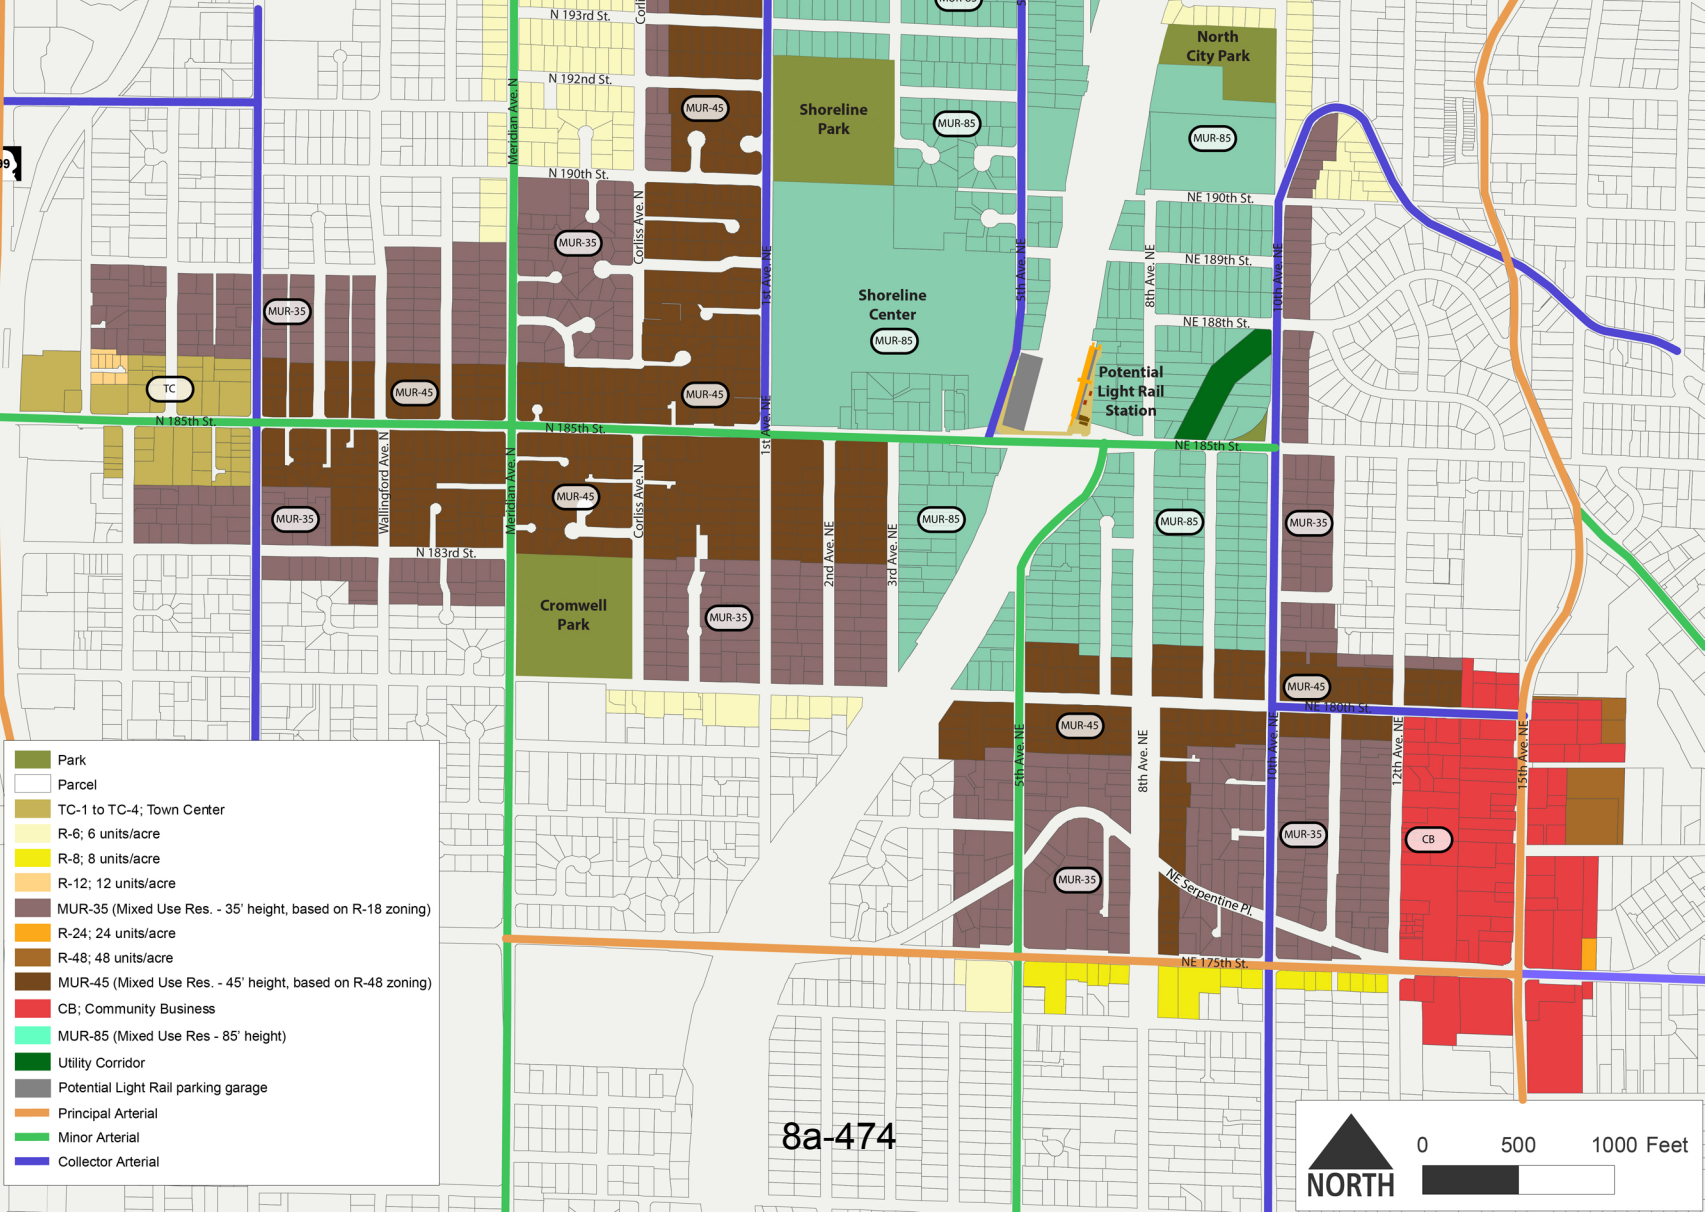 N 193rd St.
MUR-85
North
City Park
N 192nd St.
Meridian Ave. N
MUR-45
Shoreline
Park
MUR-85
MUR-85
99
N 190th St.
NE 190th St.
MUR-35
Corliss Ave. N
1st Ave. NE
5th Ave. NE
8th Ave. NE
10th Ave. NE
NE 189th St.
MUR-35
Shoreline
Center
MUR-85
NE 188th St.
TC
MUR-45
MUR-45
1st Ave. NE
Potential
Light Rail
Station
N 185th St.
N 185th St.
NE 185th St.
Wallingford Ave. N
Meridian Ave. N
Corliss Ave. N
MUR-45
MUR-35
MUR-85
MUR-85
MUR-35
N 183rd St.
2nd Ave. NE
3rd Ave. NE
Cromwell
Park
MUR-35
MUR-45
NE 180th St.
MUR-45
5th Ave. NE
8th Ave. NE
10th Ave. NE
12th Ave. NE
15th Ave. NE
MUR-35
CB
MUR-35
NE Serpentine Pl.
NE 175th St.
Park
Parcel
TC-1 to TC-4; Town Center
R-6; 6 units/acre
R-8; 8 units/acre
R-12; 12 units/acre
MUR-35 (Mixed Use Res. - 35' height, based on R-18 zoning)
R-24; 24 units/acre
R-48; 48 units/acre
MUR-45 (Mixed Use Res. - 45' height, based on R-48 zoning)
CB; Community Business
MUR-85 (Mixed Use Res - 85' height)
Utility Corridor
Potential Light Rail parking garage
Principal Arterial
Minor Arterial
Collector Arterial
8a-474
NORTH
0 500 1000 Feet